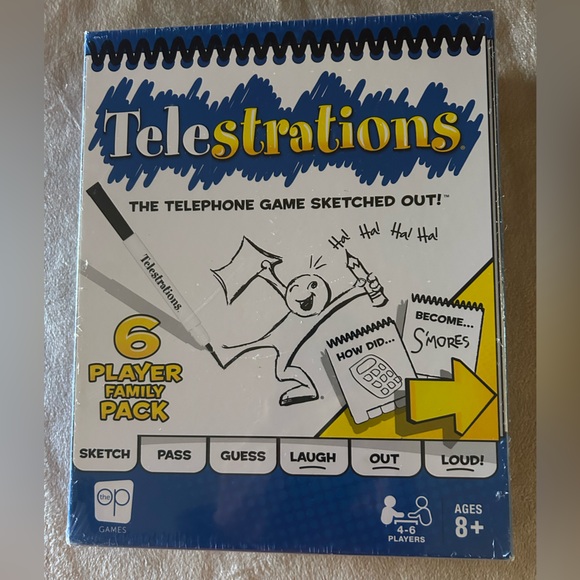 Telestrations®
THE TELEPHONE GAME SKETCHED OUT!™
Ha! Ha! Ha! Ha!
Telestrations
BECOME...
S'MORES
HOW DID...
6
PLAYER
FAMILY
PACK
SKETCH PASS GUESS LAUGH OUT LOUD!
the op
GAMES
4-6
PLAYERS
AGES
8+